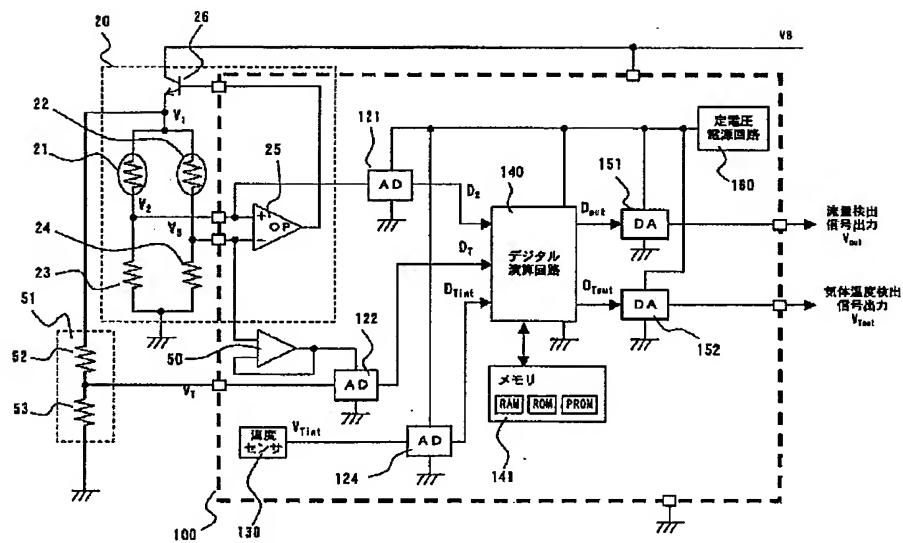 20
26
VB
22
V1
21
25
121
AD
定電圧
電源回路
160
V2
V3
OP
D2
140
151
24
Dout
DA
流量検出
信号出力
Vout
デジタル
演算回路
23
DT
DTint
DTout
DA
気体温度検出
信号出力
VTout
51
52
50
122
AD
152
53
VT
メモリ
RAM
ROM
PROM
温度
センサ
VTint
AD
124
141
100
130